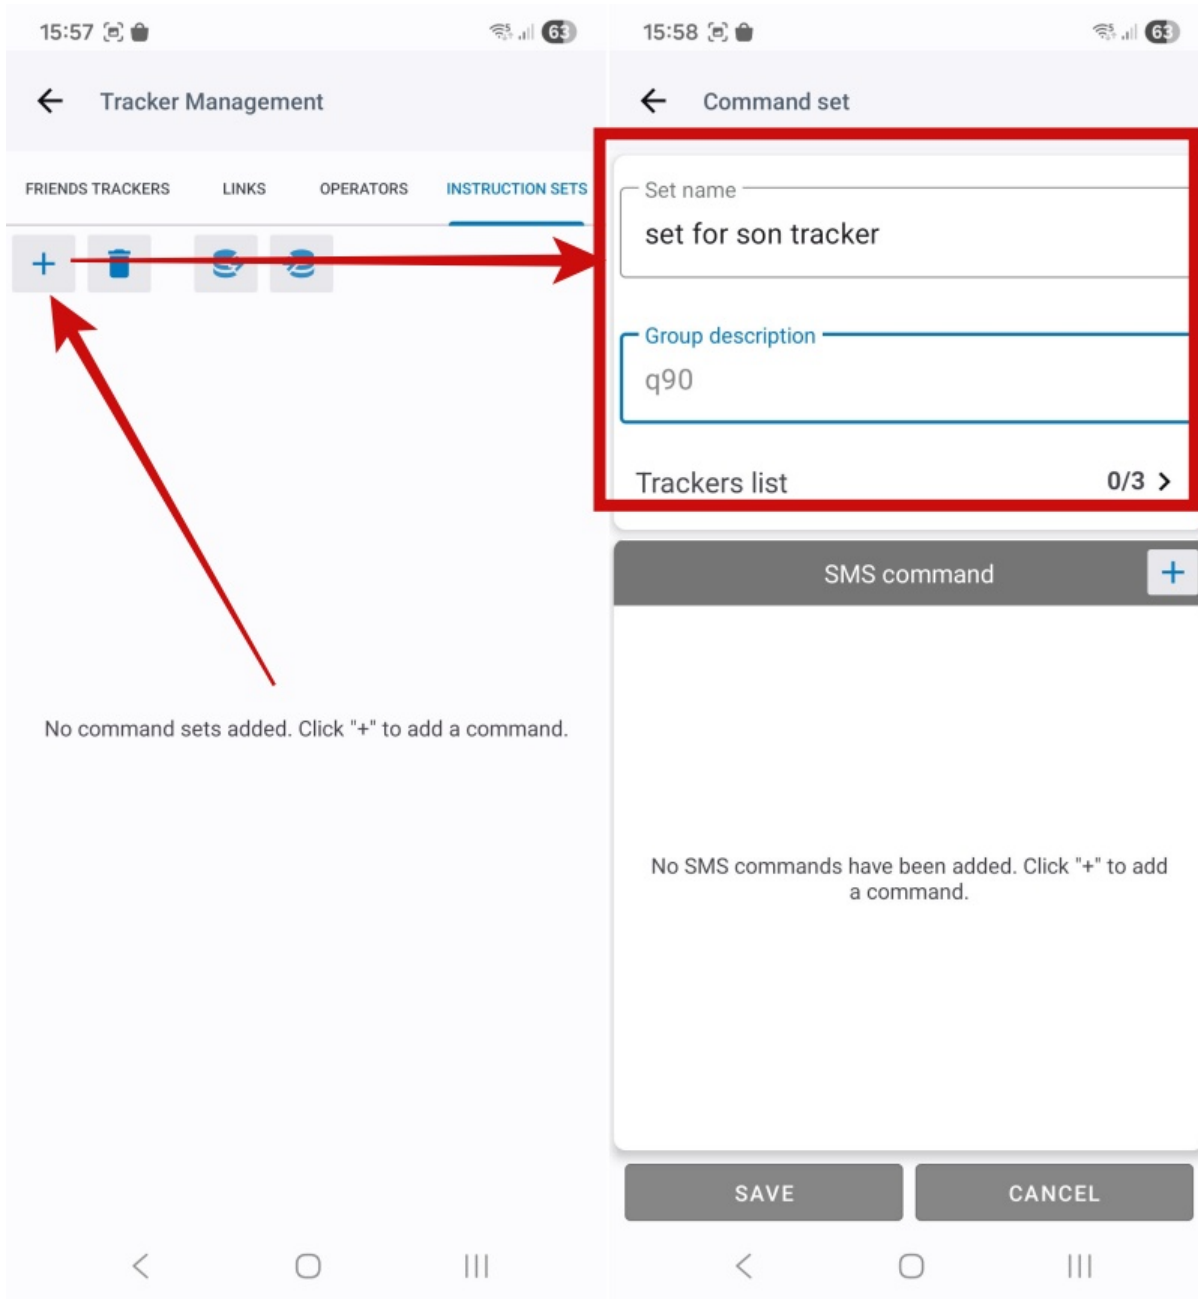 15:57
63
Tracker Management
FRIENDS TRACKERS LINKS OPERATORS INSTRUCTION SETS
No command sets added. Click "+" to add a command.
15:58
63
Command set
Set name
set for son tracker
Group description
q90
Trackers list 0/3
SMS command
No SMS commands have been added. Click "+" to add
a command.
SAVE CANCEL